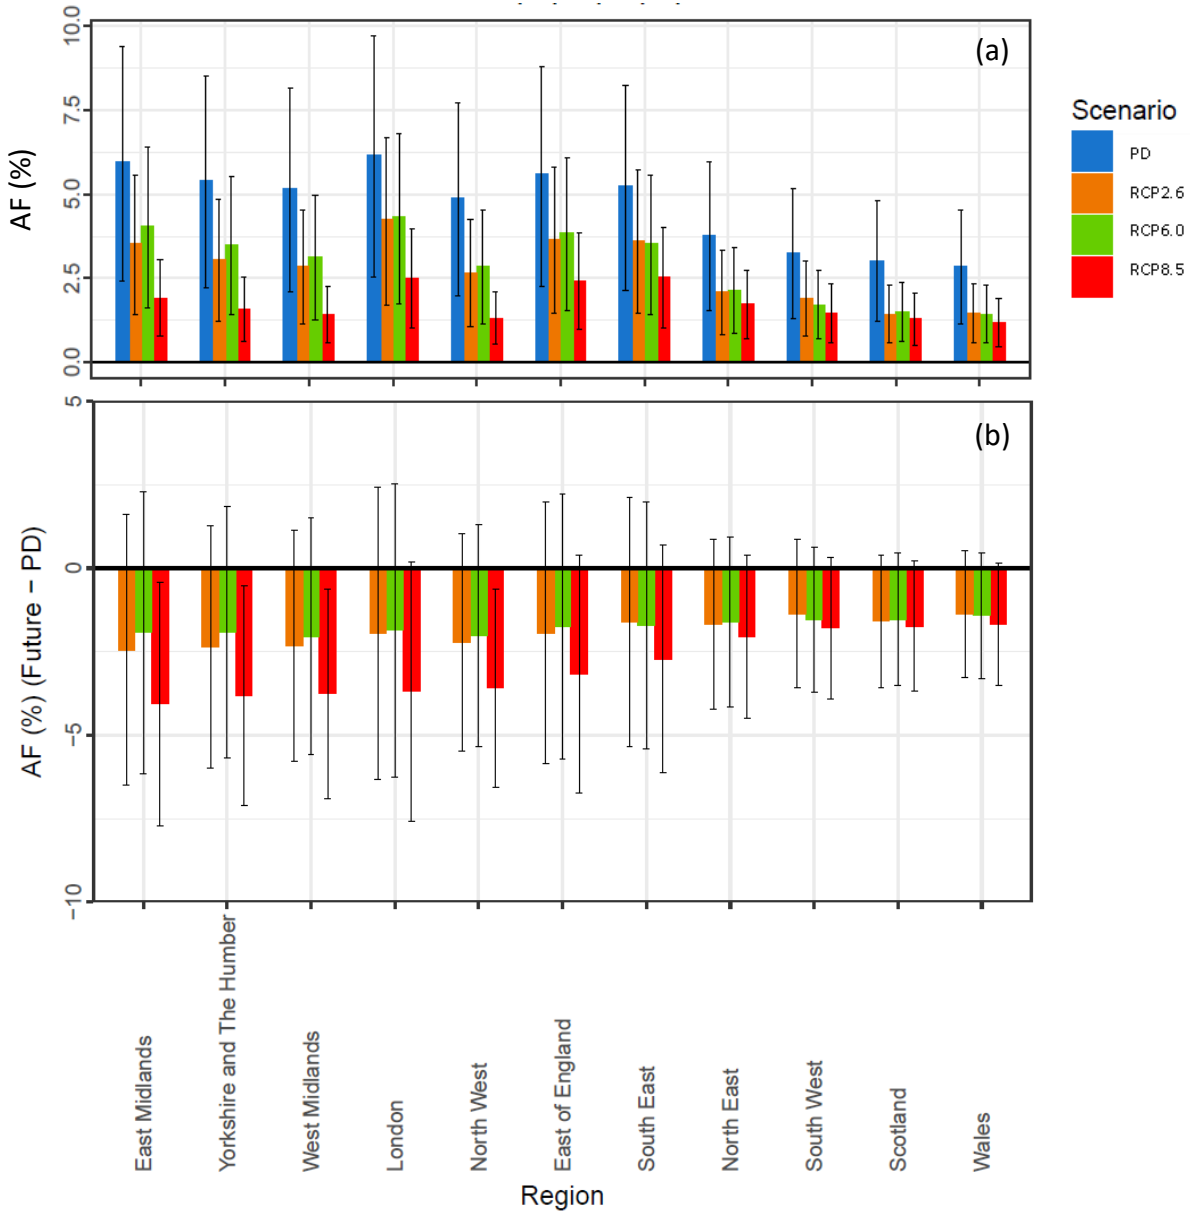 (a)
AF (%)
10.0
7.5
5.0
2.5
0.0
Scenario
PD
RCP2.6
RCP6.0
RCP8.5
(b)
AF (%) (Future − PD)
5
0
−5
−10
East Midlands
Yorkshire and The Humber
West Midlands
London
North West
East of England
South East
North East
South West
Scotland
Wales
Region